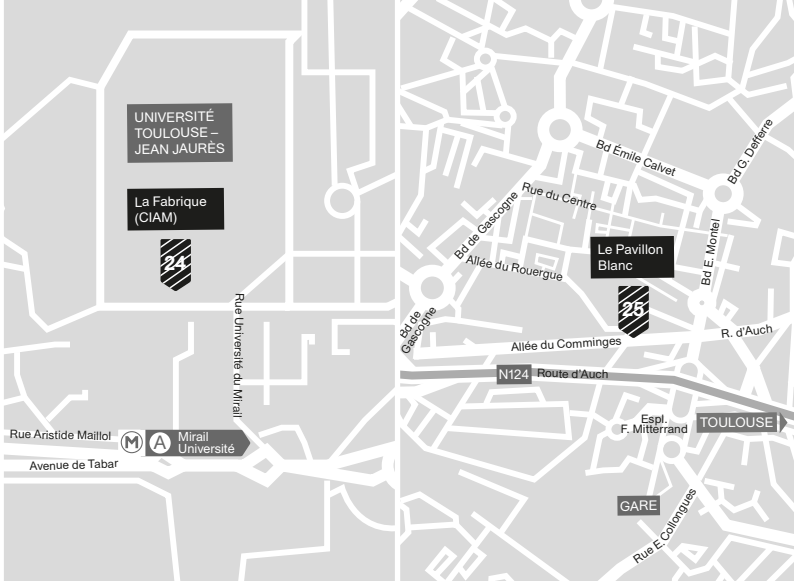 UNIVERSITÉ
TOULOUSE –
JEAN JAURÈS
La Fabrique
(CIAM)
24
Rue Université du Mirail
Rue Aristide Maillol
M
A
Mirail
Université
Avenue de Tabar
Bd Émile Calvet
Bd G. Defferre
Rue du Centre
Bd de Gascogne
Bd E. Montel
Le Pavillon
Blanc
Allée du Rouergue
25
Bd de
Gascogne
R. d'Auch
Allée du Comminges
N124
Route d'Auch
Espl.
F. Mitterrand
TOULOUSE
GARE
Rue E.Collongues